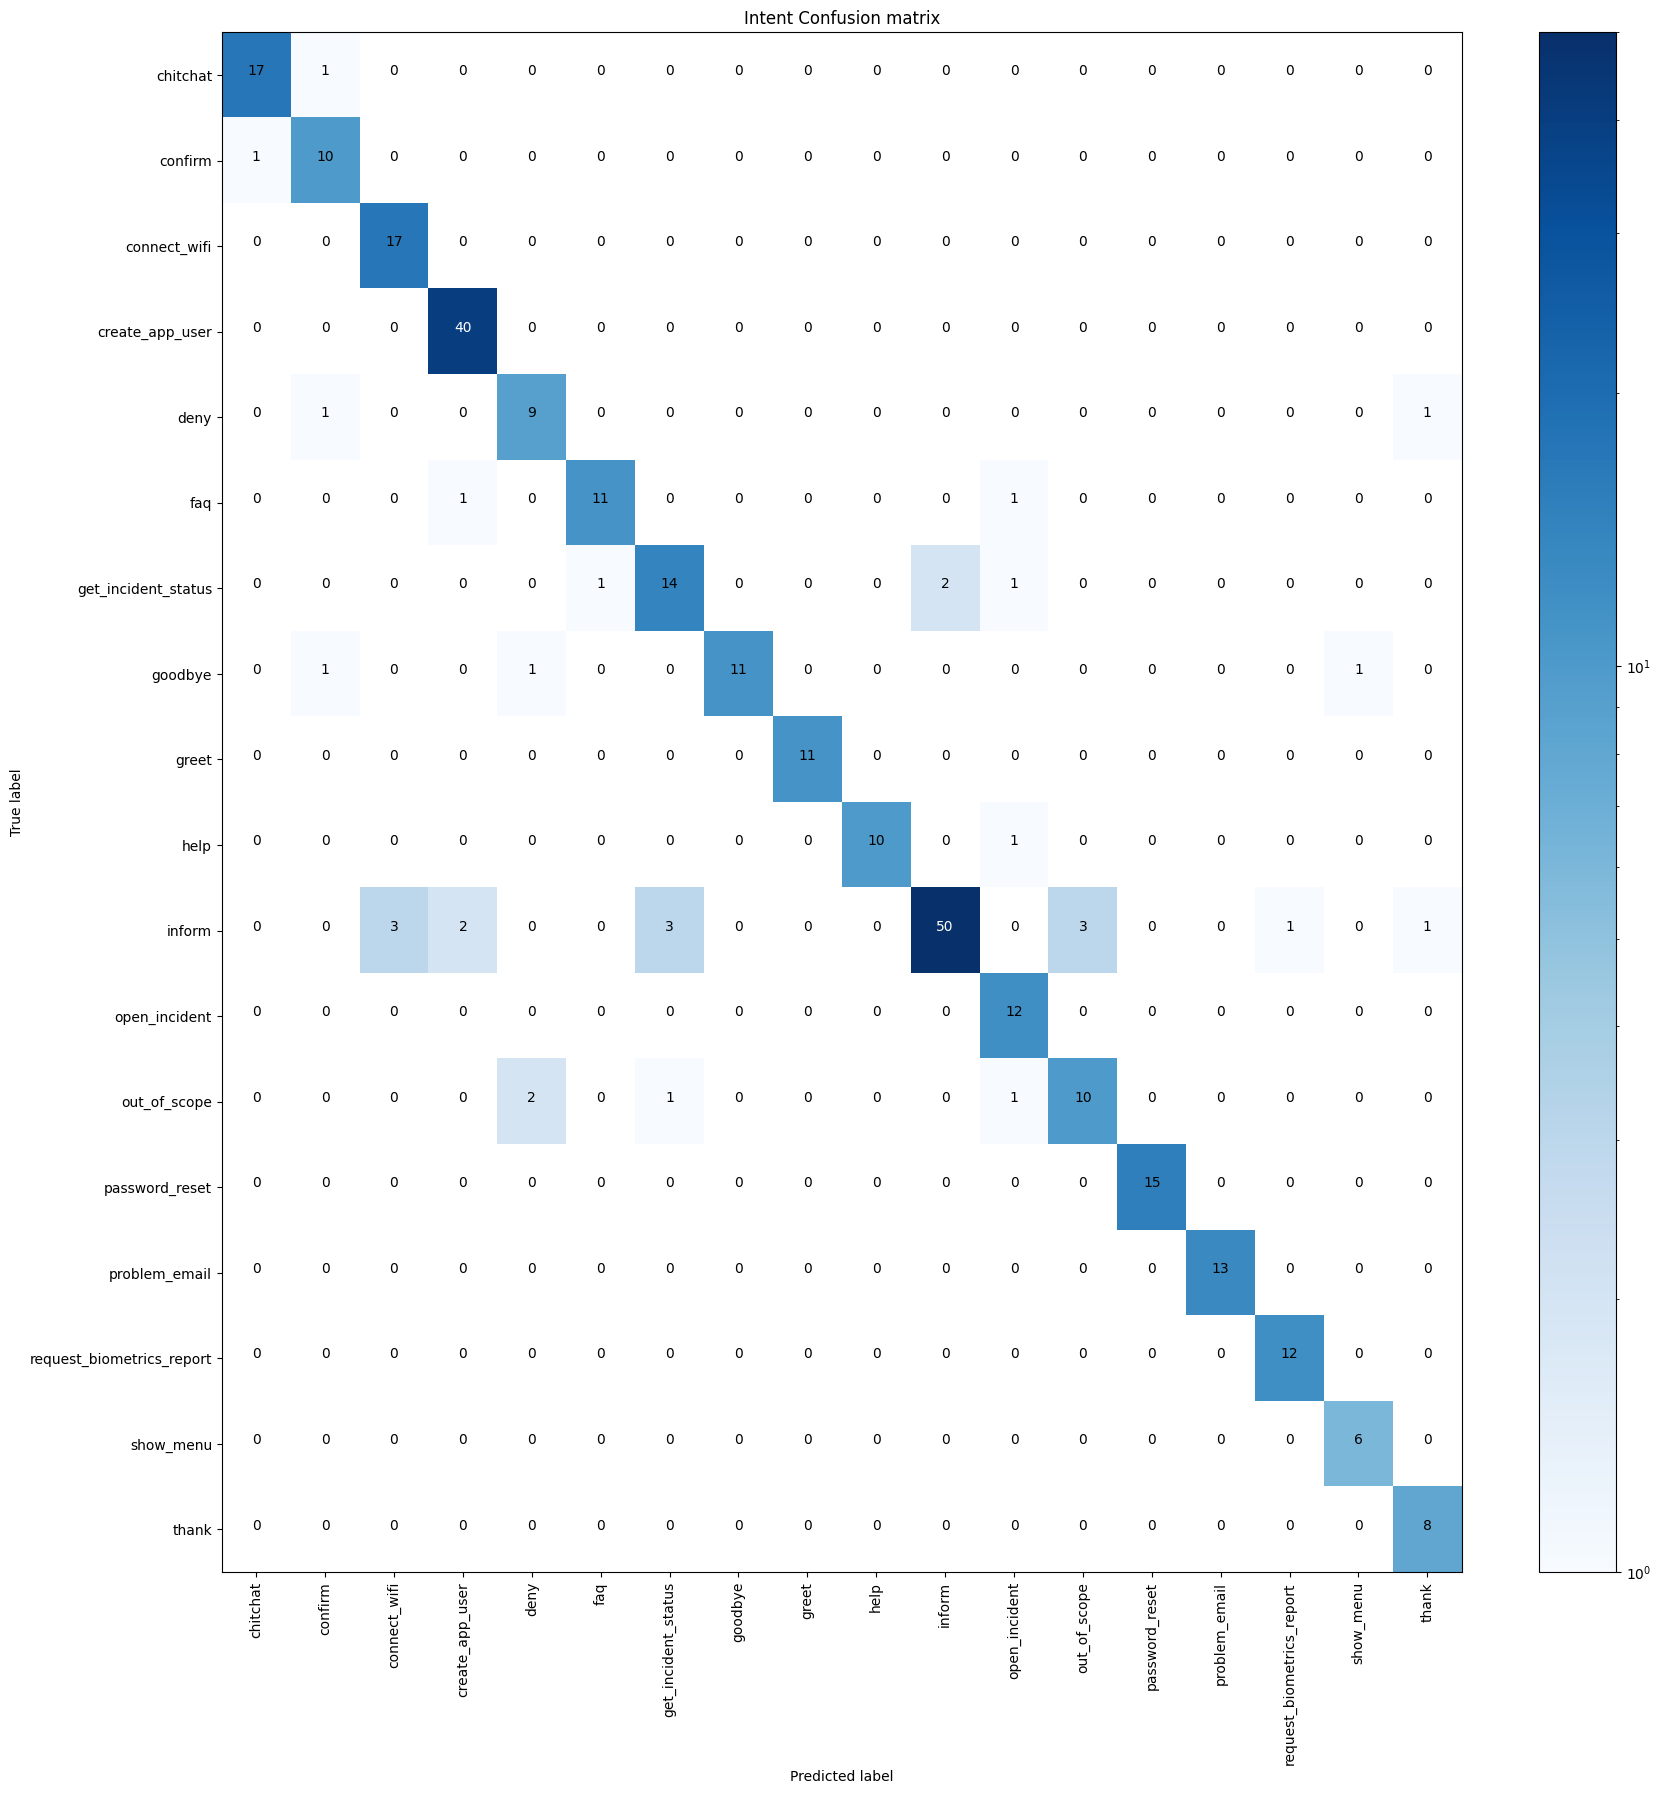 Intent Confusion matrix
chitchat 17 1 0 0 0 0 0 0 0 0 0 0 0 0 0 0 0 0
confirm 1 10 0 0 0 0 0 0 0 0 0 0 0 0 0 0 0 0
connect_wifi 0 0 17 0 0 0 0 0 0 0 0 0 0 0 0 0 0 0
create_app_user 0 0 0 40 0 0 0 0 0 0 0 0 0 0 0 0 0 0
deny 0 1 0 0 9 0 0 0 0 0 0 0 0 0 0 0 0 1
faq 0 0 0 1 0 11 0 0 0 0 0 1 0 0 0 0 0 0
get_incident_status 0 0 0 0 0 1 14 0 0 0 2 1 0 0 0 0 0 0
goodbye 0 1 0 0 1 0 0 11 0 0 0 0 0 0 0 0 1 0
10¹
greet 0 0 0 0 0 0 0 0 11 0 0 0 0 0 0 0 0 0
True label
help 0 0 0 0 0 0 0 0 0 10 0 1 0 0 0 0 0 0
inform 0 0 3 2 0 0 3 0 0 0 50 0 3 0 0 1 0 1
open_incident 0 0 0 0 0 0 0 0 0 0 0 12 0 0 0 0 0 0
out_of_scope 0 0 0 0 2 0 1 0 0 0 0 1 10 0 0 0 0 0
password_reset 0 0 0 0 0 0 0 0 0 0 0 0 0 15 0 0 0 0
problem_email 0 0 0 0 0 0 0 0 0 0 0 0 0 0 13 0 0 0
request_biometrics_report 0 0 0 0 0 0 0 0 0 0 0 0 0 0 0 12 0 0
show_menu 0 0 0 0 0 0 0 0 0 0 0 0 0 0 0 0 6 0
thank 0 0 0 0 0 0 0 0 0 0 0 0 0 0 0 0 0 8
10⁰
chitchat
confirm
connect_wifi
create_app_user
deny
faq
get_incident_status
goodbye
greet
help
inform
open_incident
out_of_scope
password_reset
problem_email
request_biometrics_report
show_menu
thank
Predicted label